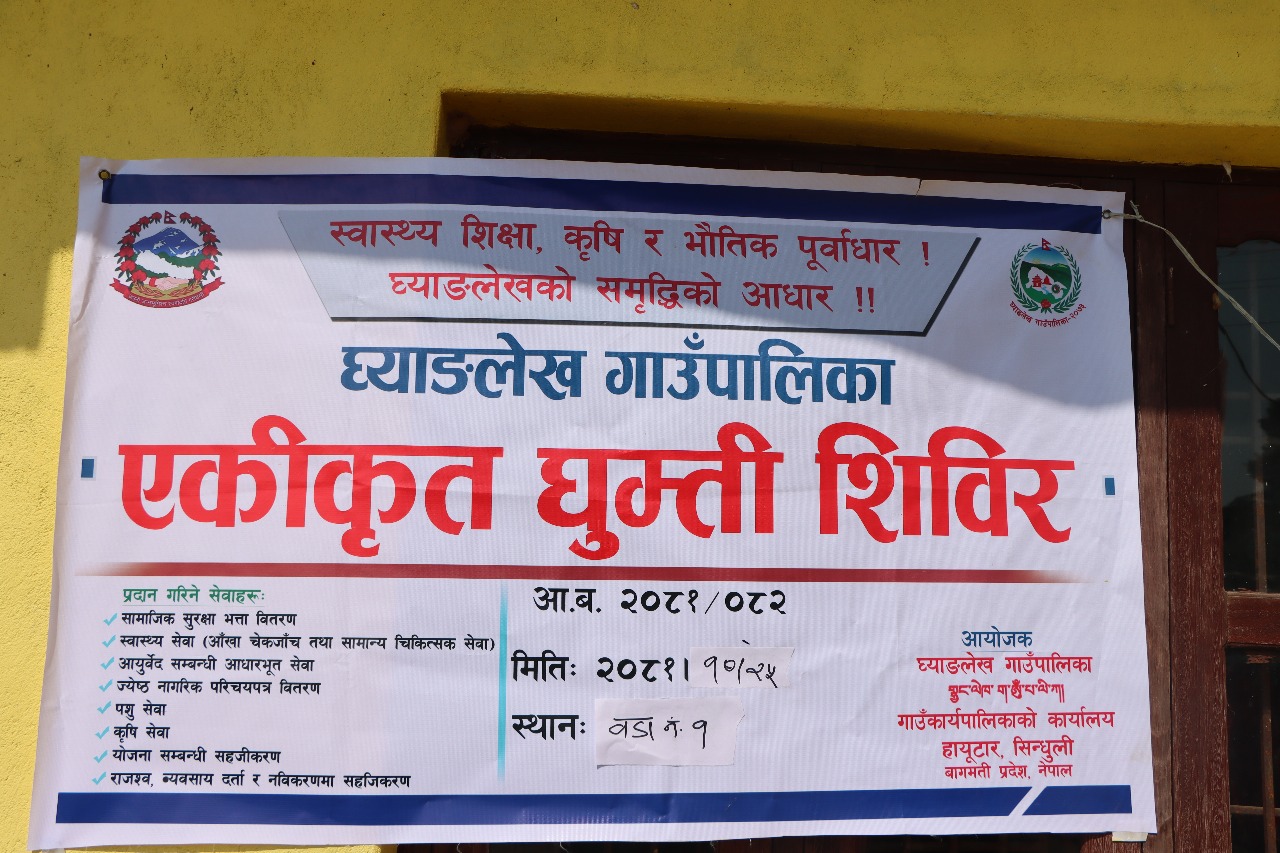 स्वास्थ्य शिक्षा, कृषि र भौतिक पूर्वाधार !
घ्याङलेखको समृद्धिको आधार !!
घ्याङलेख गाउँपालिका-२०७३
घ्याङलेख गाउँपालिका
एकीकृत घुम्ती शिविर
प्रदान गरिने सेवाहरूः
सामाजिक सुरक्षा भत्ता वितरण
स्वास्थ्य सेवा (आँखा चेकजाँच तथा सामान्य चिकित्सक सेवा)
आयुर्वेद सम्बन्धी आधारभूत सेवा
ज्येष्ठ नागरिक परिचयपत्र वितरण
पशु सेवा
कृषि सेवा
योजना सम्बन्धी सहजीकरण
राजश्व, ब्यवसाय दर्ता र नविकरणमा सहजिकरण
आ.ब. २०८१/०८२
मितिः २०८१। १०/२५
स्थानः वडा नं. १
आयोजक
घ्याङलेख गाउँपालिका
गाउँकार्यपालिकाको कार्यालय
हायूटार, सिन्धुली
बागमती प्रदेश, नेपाल